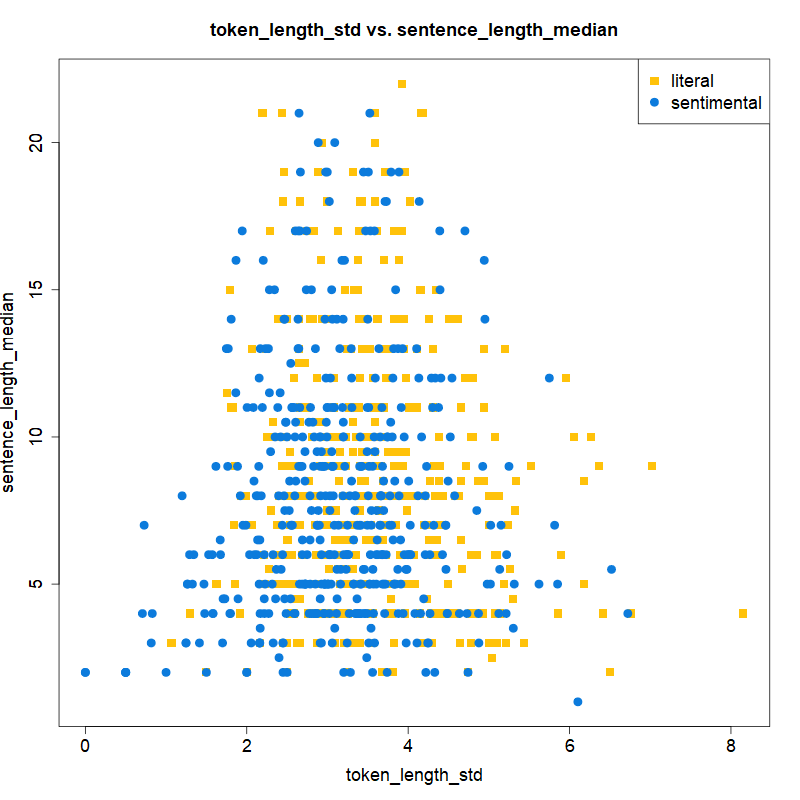 token_length_std vs. sentence_length_median
literal
sentimental
sentence_length_median
20
15
10
5
0 2 4 6 8
token_length_std